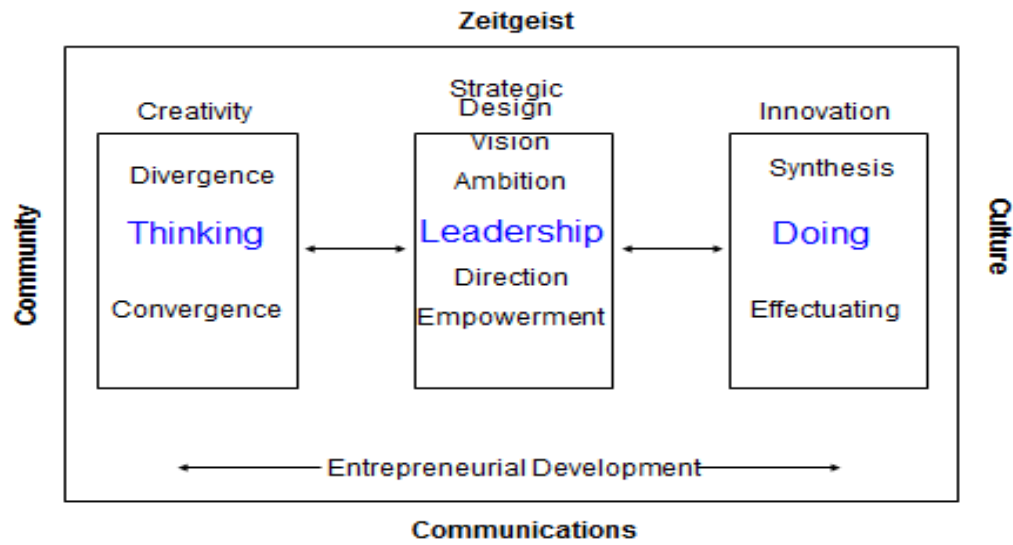 Zeitgeist
Community
Creativity
Divergence
Thinking
Convergence
Strategic
Design
Vision
Ambition
Leadership
Direction
Empowerment
Innovation
Synthesis
Doing
Effectuating
Culture
Entrepreneurial Development
Communications